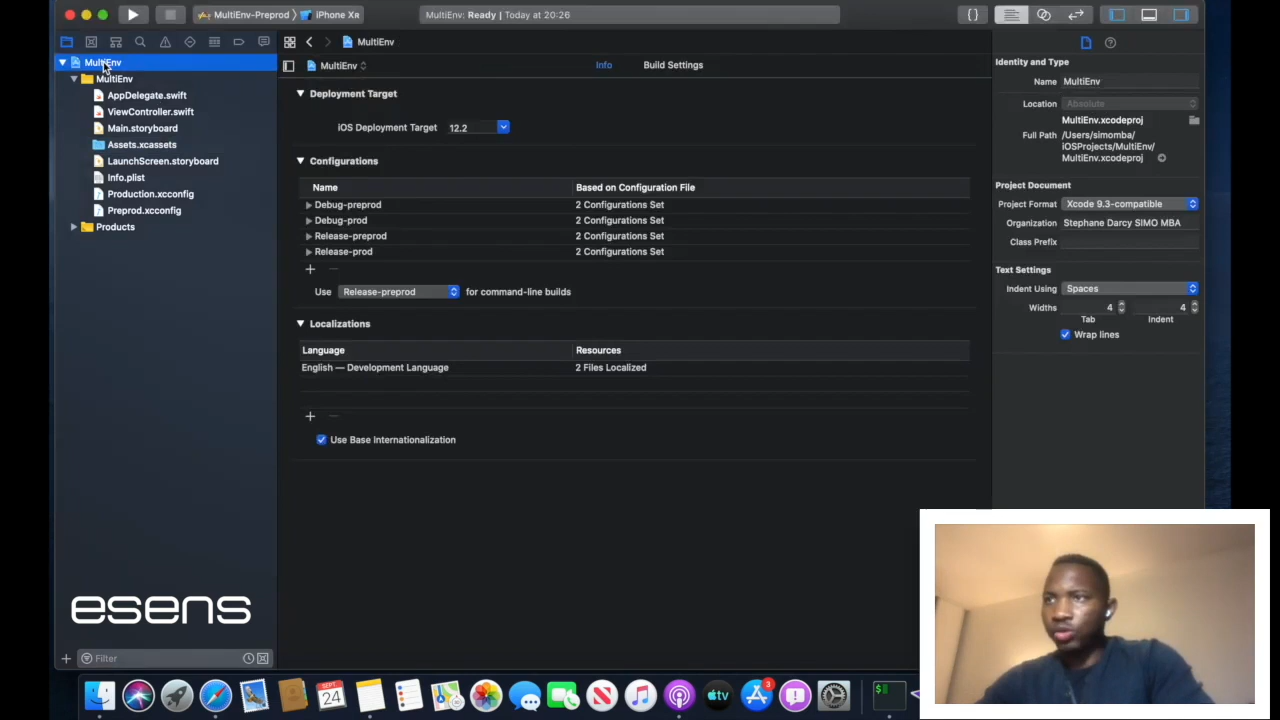 MultiEnv-Preprod
iPhone XR
MultiEnv: Ready | Today at 20:26
{}
MultiEnv
MultiEnv
AppDelegate.swift
ViewController.swift
Main.storyboard
Assets.xcassets
LaunchScreen.storyboard
Info.plist
Production.xcconfig
Preprod.xcconfig
Products
esens
Filter
MultiEnv
MultiEnv
Info
Build Settings
Deployment Target
iOS Deployment Target 12.2
Configurations
Name Based on Configuration File
Debug-preprod 2 Configurations Set
Debug-prod 2 Configurations Set
Release-preprod 2 Configurations Set
Release-prod 2 Configurations Set
Use Release-preprod for command-line builds
Localizations
Language Resources
English — Development Language 2 Files Localized
Use Base Internationalization
Identity and Type
Name MultiEnv
Location Absolute
MultiEnv.xcodeproj
Full Path /Users/simomba/
iOSProjects/MultiEnv/
MultiEnv.xcodeproj
Project Document
Project Format Xcode 9.3-compatible
Organization Stephane Darcy SIMO MBA
Class Prefix
Text Settings
Indent Using Spaces
Widths 4 4
Tab Indent
Wrap lines
SEP
24
tv
3
$